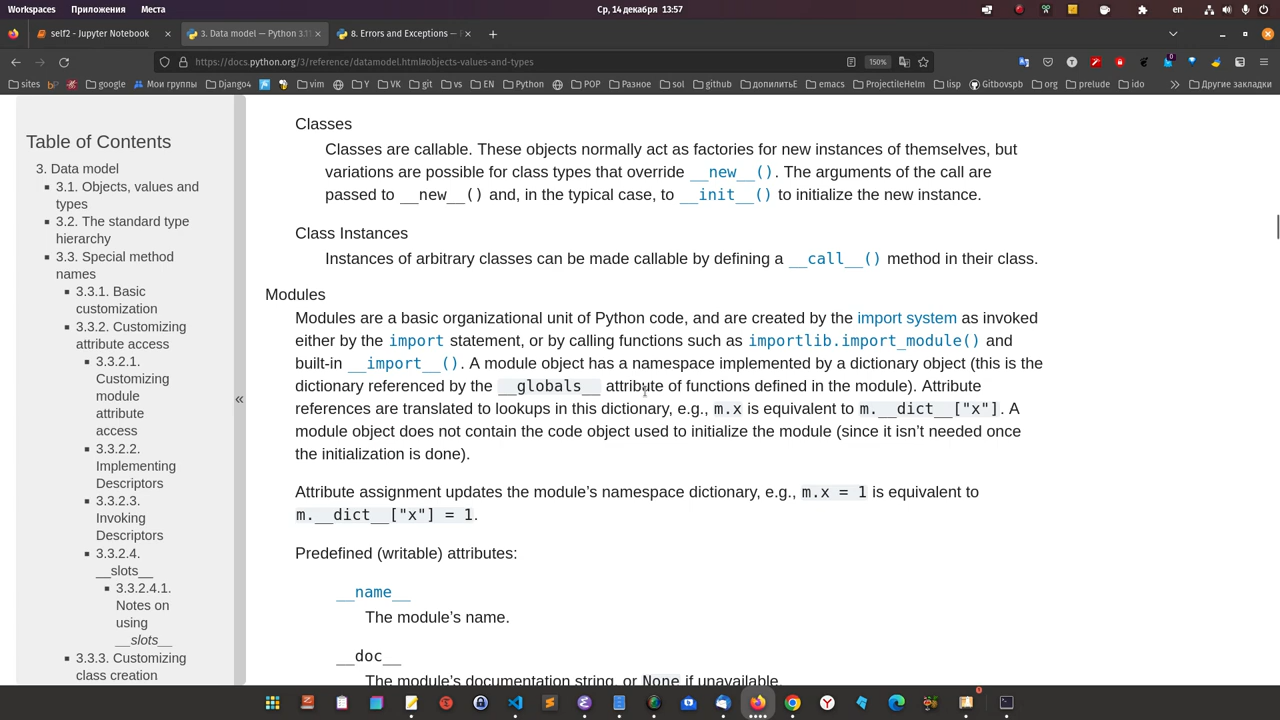 Workspaces Приложения Места Ср, 14 декабря 13:57 en
self2 - Jupyter Notebook × 3. Data model — Python 3.1 × 8. Errors and Exceptions — × +
https://docs.python.org/3/reference/datamodel.html#objects-values-and-types 150%
sites google Мои группы Django4 vim Y VK git vs EN Python POP Разное sol github допилитьE emacs ProjectileHelm lisp Gitbovspb org prelude ido Другие закладки
Table of Contents
3. Data model
3.1. Objects, values and
types
3.2. The standard type
hierarchy
3.3. Special method
names
3.3.1. Basic
customization
3.3.2. Customizing
attribute access
3.3.2.1.
Customizing
module
attribute
access
3.3.2.2.
Implementing
Descriptors
3.3.2.3.
Invoking
Descriptors
3.3.2.4.
__slots__
3.3.2.4.1.
Notes on
using
__slots__
3.3.3. Customizing
class creation
«
Classes
Classes are callable. These objects normally act as factories for new instances of themselves, but
variations are possible for class types that override __new__(). The arguments of the call are
passed to __new__() and, in the typical case, to __init__() to initialize the new instance.
Class Instances
Instances of arbitrary classes can be made callable by defining a __call__() method in their class.
Modules
Modules are a basic organizational unit of Python code, and are created by the import system as invoked
either by the import statement, or by calling functions such as importlib.import_module() and
built-in __import__(). A module object has a namespace implemented by a dictionary object (this is the
dictionary referenced by the __globals__ attribute of functions defined in the module). Attribute
references are translated to lookups in this dictionary, e.g., m.x is equivalent to m.__dict__["x"]. A
module object does not contain the code object used to initialize the module (since it isn’t needed once
the initialization is done).
Attribute assignment updates the module’s namespace dictionary, e.g., m.x = 1 is equivalent to
m.__dict__["x"] = 1.
Predefined (writable) attributes:
__name__
The module’s name.
__doc__
The module’s documentation string, or None if unavailable.